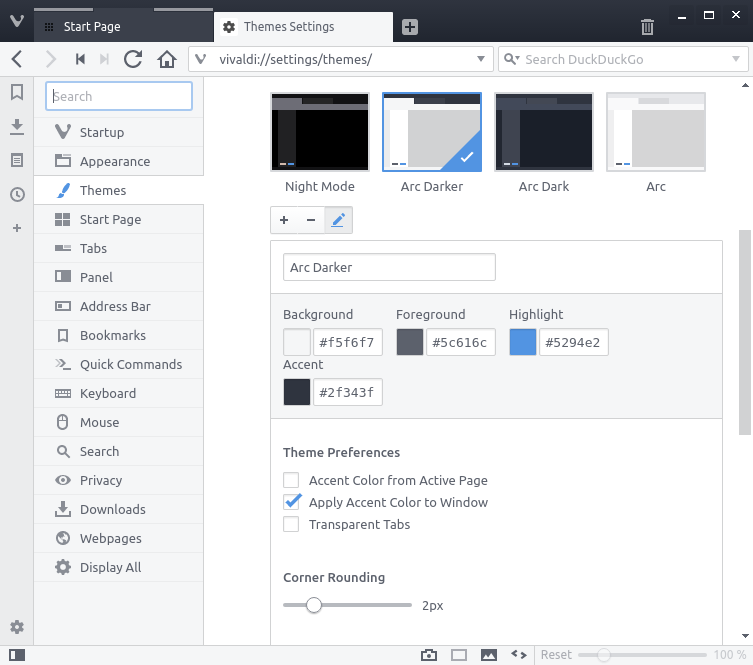 Start Page
Themes Settings
vivaldi://settings/themes/
Search DuckDuckGo
Search
Startup
Appearance
Themes
Start Page
Tabs
Panel
Address Bar
Bookmarks
Quick Commands
Keyboard
Mouse
Search
Privacy
Downloads
Webpages
Display All
Night Mode
Arc Darker
Arc Dark
Arc
Arc Darker
Background
Foreground
Highlight
#f5f6f7
#5c616c
#5294e2
Accent
#2f343f
Theme Preferences
Accent Color from Active Page
Apply Accent Color to Window
Transparent Tabs
Corner Rounding
2px
Reset
100 %